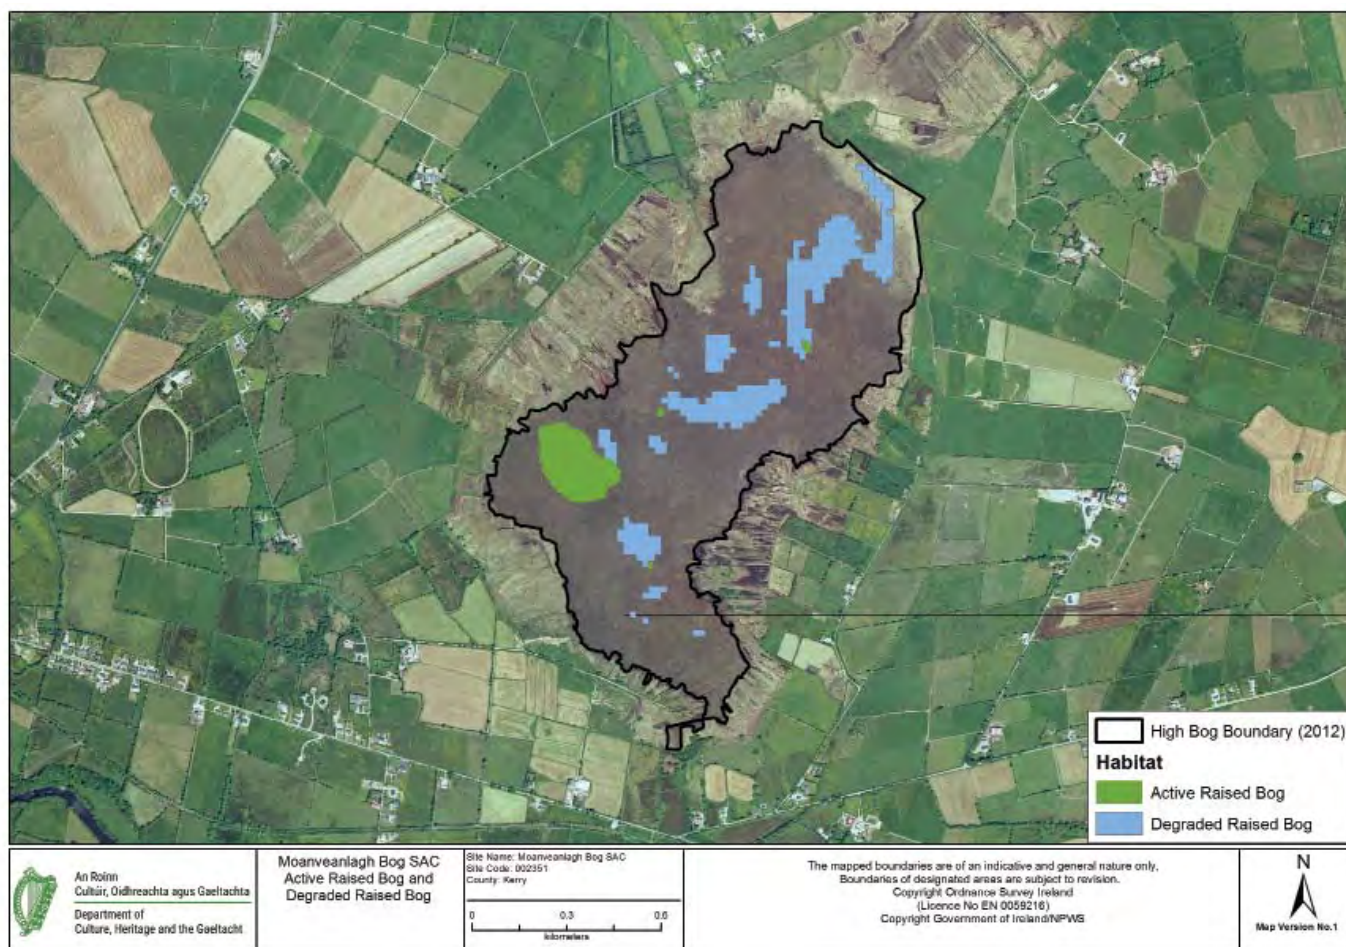 High Bog Boundary (2012)
Habitat
Active Raised Bog
Degraded Raised Bog
An Roinn
Cultúir, Oidhreachta agus Gaeltachta
Department of
Culture, Heritage and the Gaeltacht
Moanveanlagh Bog SAC
Active Raised Bog and
Degraded Raised Bog
Site Name: Moanveanlagh Bog SAC
Site Code: 002351
County: Kerry
0 0.3 0.6
kilometers
The mapped boundaries are of an indicative and general nature only.
Boundaries of designated areas are subject to revision.
Copyright Ordnance Survey Ireland
(Licence No EN 0059216)
Copyright Government of Ireland/NPWS
N
Map Version No.1